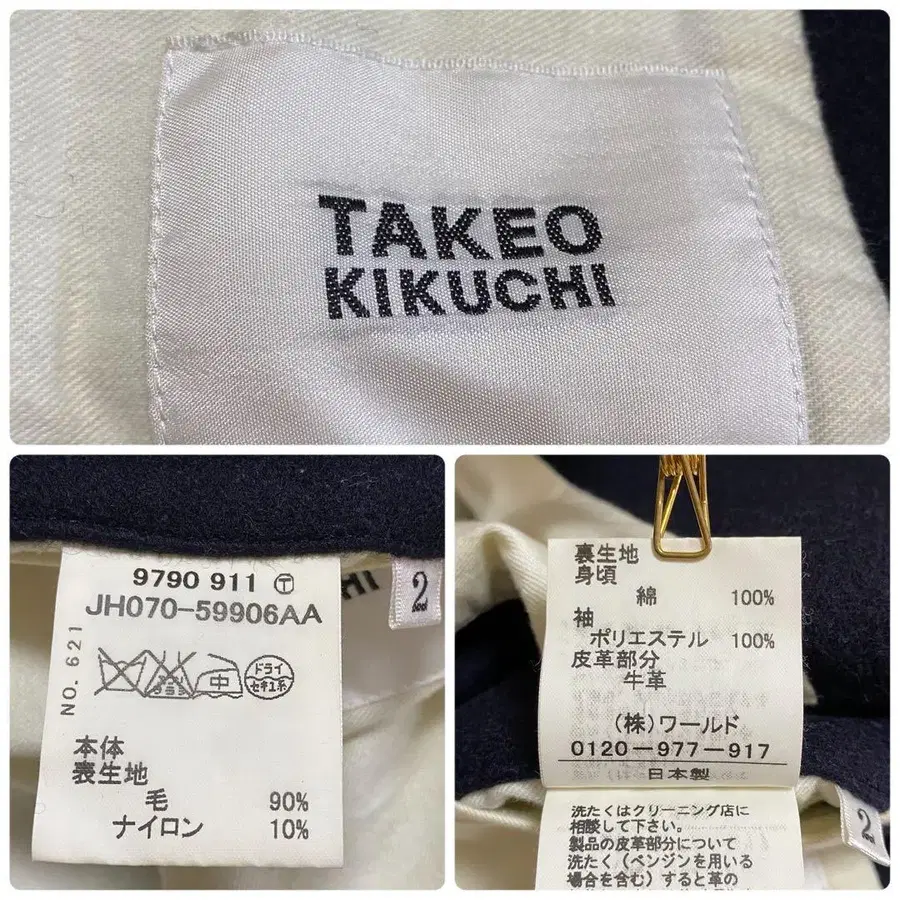 TAKEO
KIKUCHI
9790 911 Ⓣ
JH070-59906AA
2
NO. 621
中
ドライ
セキユ系
本体
表生地
毛 90%
ナイロン 10%
裏生地
身頃
綿 100%
袖
ポリエステル 100%
皮革部分
牛革
(株)ワールド
0120-977-917
日本製
洗たくはクリーニング店に
相談して下さい。
製品の皮革部分について
洗たく(ベンジンを用いる
場合を含む)すると革の
2